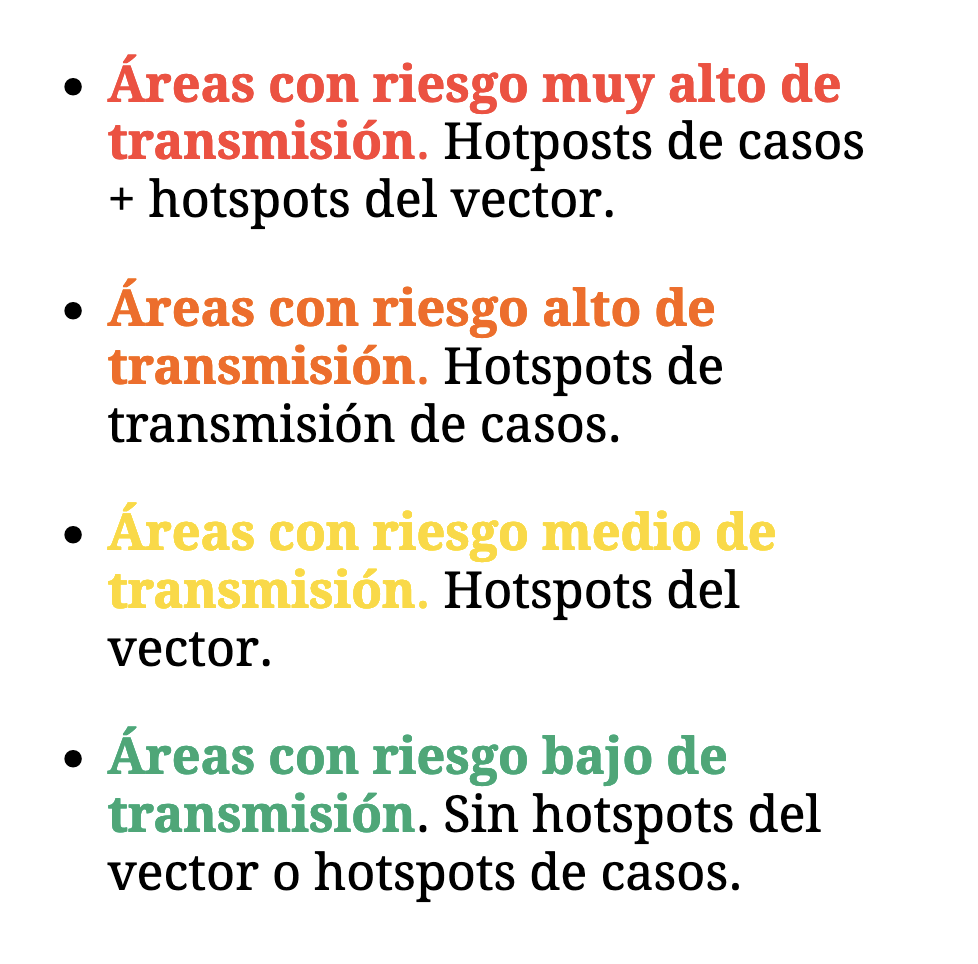 • Áreas con riesgo muy alto de
transmisión. Hotposts de casos
+ hotspots del vector.
• Áreas con riesgo alto de
transmisión. Hotspots de
transmisión de casos.
• Áreas con riesgo medio de
transmisión. Hotspots del
vector.
• Áreas con riesgo bajo de
transmisión. Sin hotspots del
vector o hotspots de casos.